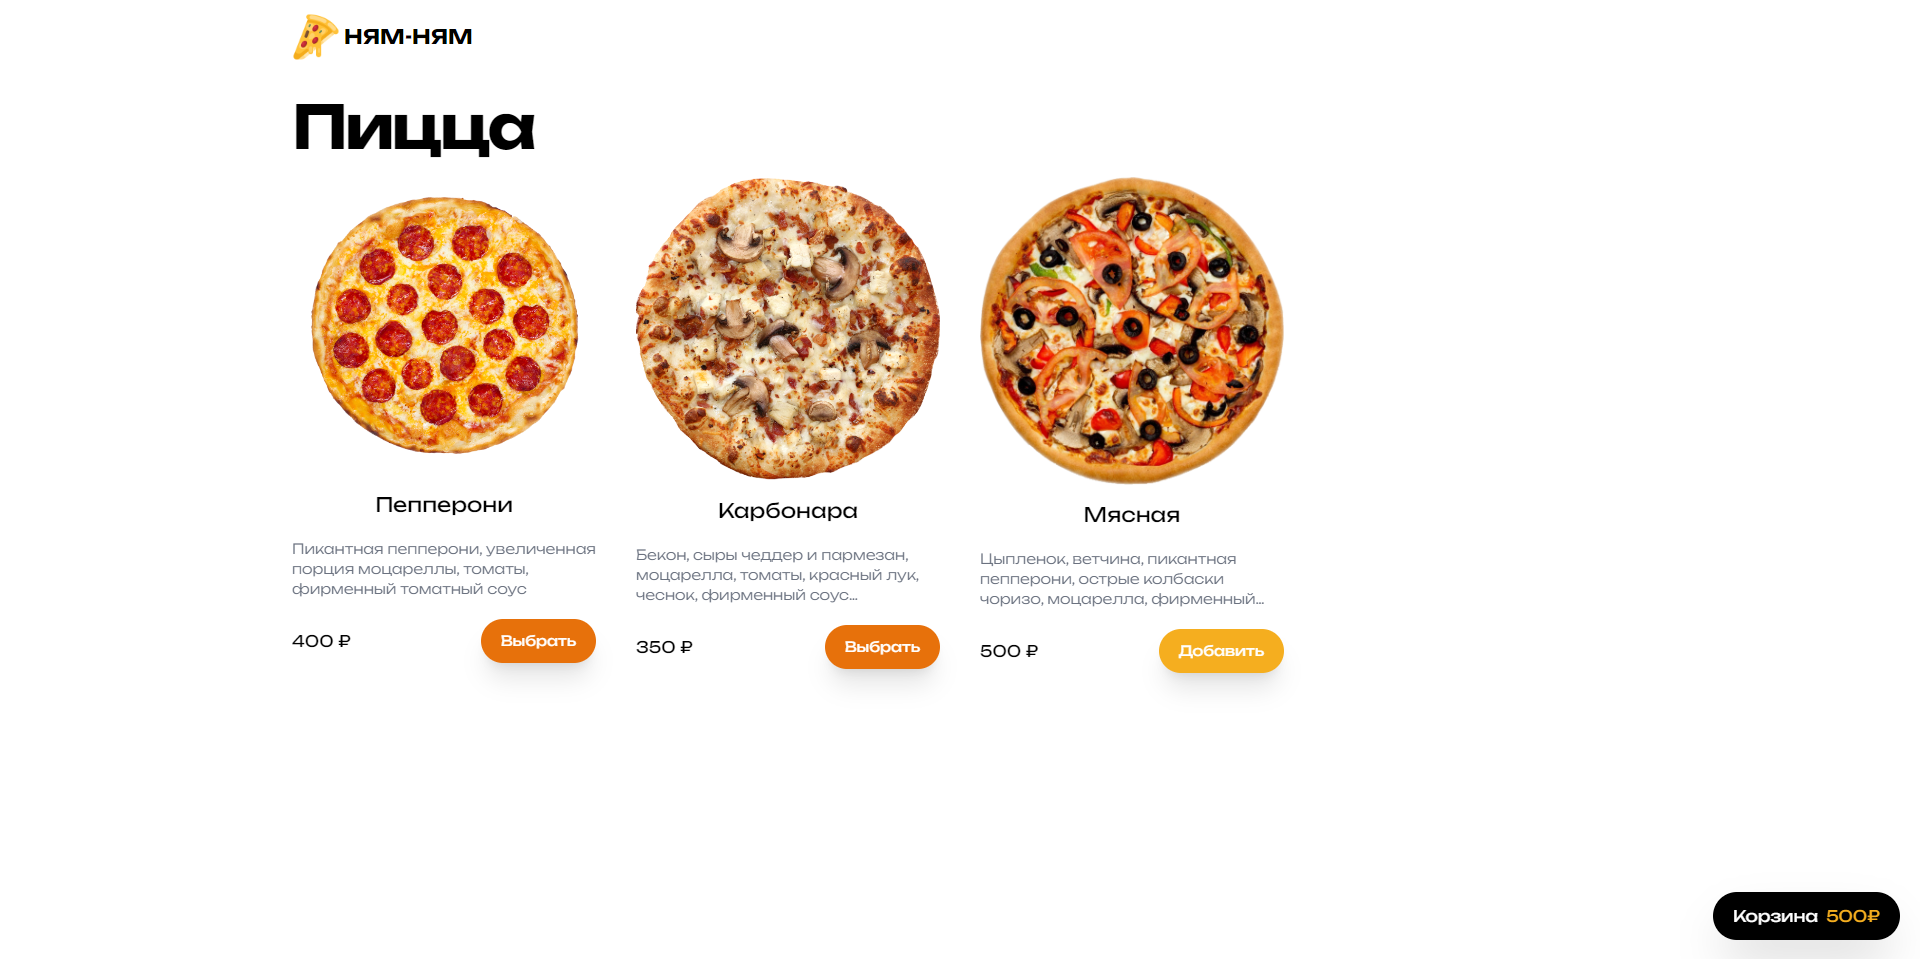 НЯМ-НЯМ
Пицца
Пепперони
Пикантная пепперони, увеличенная
порция моцареллы, томаты,
фирменный томатный соус
400 ₽
Выбрать
Карбонара
Бекон, сыры чеддер и пармезан,
моцарелла, томаты, красный лук,
чеснок, фирменный соус...
350 ₽
Выбрать
Мясная
Цыпленок, ветчина, пикантная
пепперони, острые колбаски
чоризо, моцарелла, фирменный...
500 ₽
Добавить
Корзина 500₽